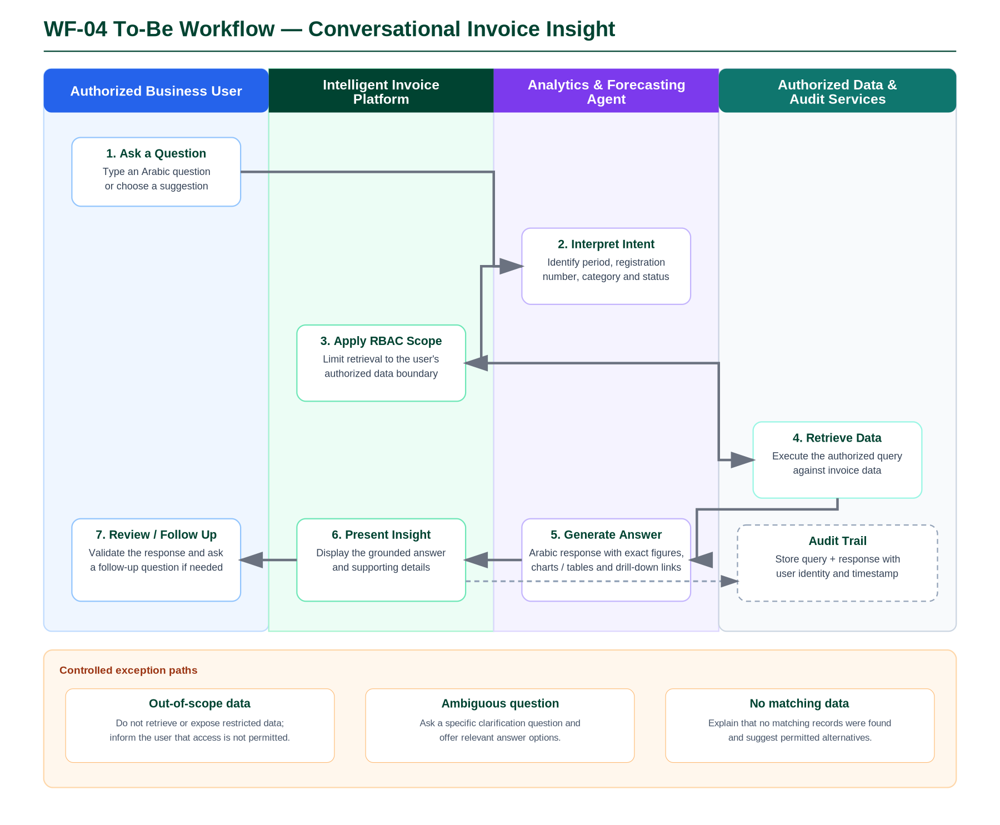 WF-04 To-Be Workflow — Conversational Invoice Insight
Authorized Business User
Intelligent Invoice
Platform
Analytics & Forecasting
Agent
Authorized Data &
Audit Services
1. Ask a Question
Type an Arabic question
or choose a suggestion
2. Interpret Intent
Identify period, registration
number, category and status
3. Apply RBAC Scope
Limit retrieval to the user's
authorized data boundary
4. Retrieve Data
Execute the authorized query
against invoice data
7. Review / Follow Up
Validate the response and ask
a follow-up question if needed
6. Present Insight
Display the grounded answer
and supporting details
5. Generate Answer
Arabic response with exact figures,
charts / tables and drill-down links
Audit Trail
Store query + response with
user identity and timestamp
Controlled exception paths
Out-of-scope data
Do not retrieve or expose restricted data;
inform the user that access is not permitted.
Ambiguous question
Ask a specific clarification question and
offer relevant answer options.
No matching data
Explain that no matching records were found
and suggest permitted alternatives.